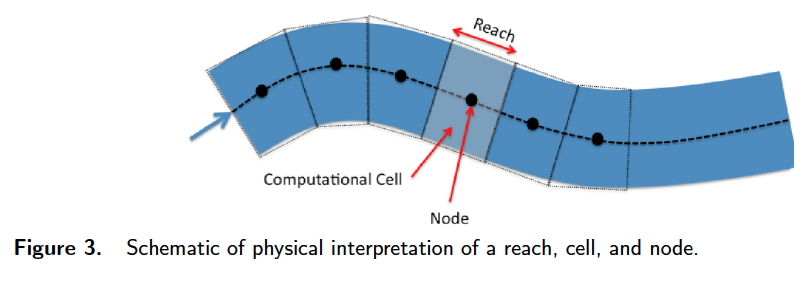 Reach
Computational Cell
Node
Figure 3. Schematic of physical interpretation of a reach, cell, and node.